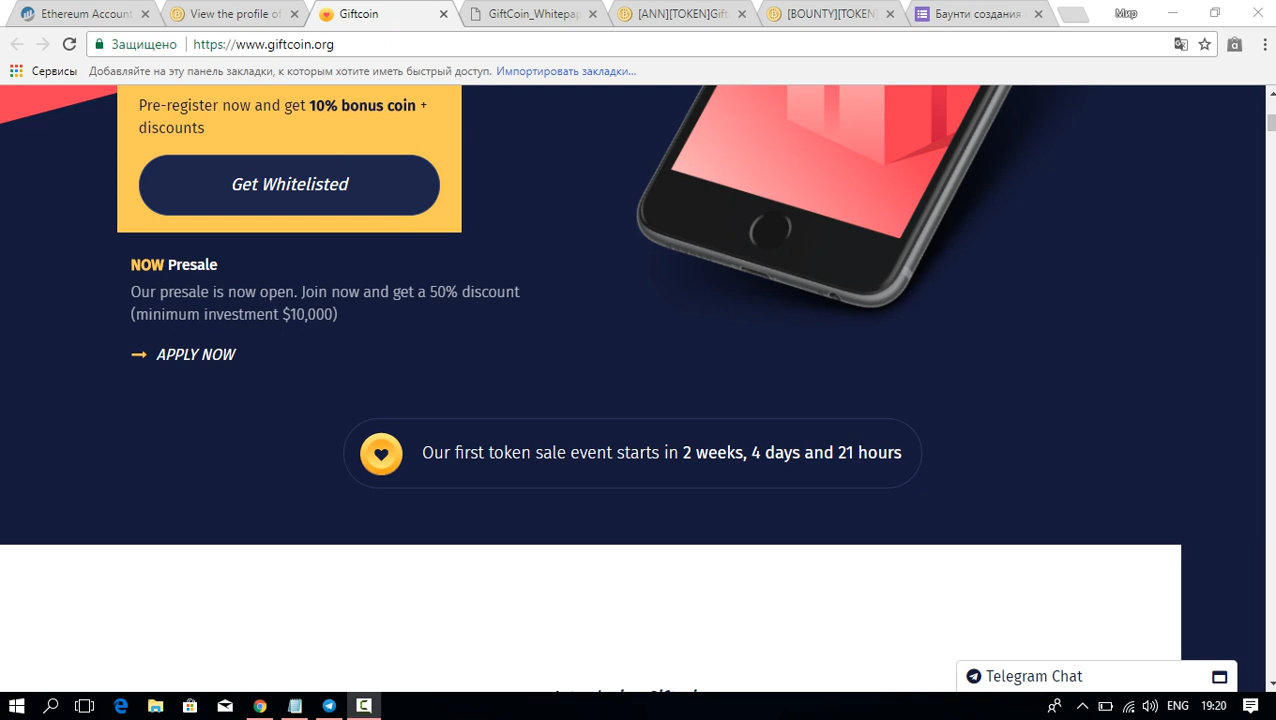 Ethereum Account
View the profile of
Giftcoin
GiftCoin_Whitepap
[ANN][TOKEN]Gift
[BOUNTY][TOKEN]
Баунти создания
Мир
Защищено
https://www.giftcoin.org
Сервисы
Добавляйте на эту панель закладки, к которым хотите иметь быстрый доступ. Импортировать закладки...
Pre-register now and get 10% bonus coin +
discounts
Get Whitelisted
NOW Presale
Our presale is now open. Join now and get a 50% discount
(minimum investment $10,000)
APPLY NOW
Our first token sale event starts in 2 weeks, 4 days and 21 hours
Telegram Chat
ENG
19:20